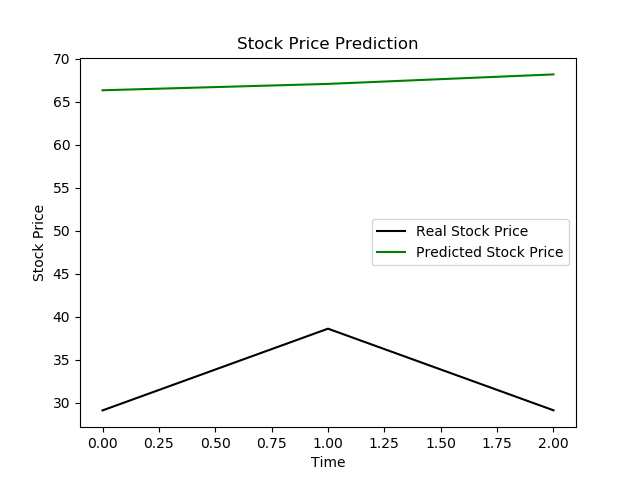 Stock Price Prediction
70
65
60
55
50
45
40
35
30
Stock Price
Real Stock Price
Predicted Stock Price
0.00 0.25 0.50 0.75 1.00 1.25 1.50 1.75 2.00
Time